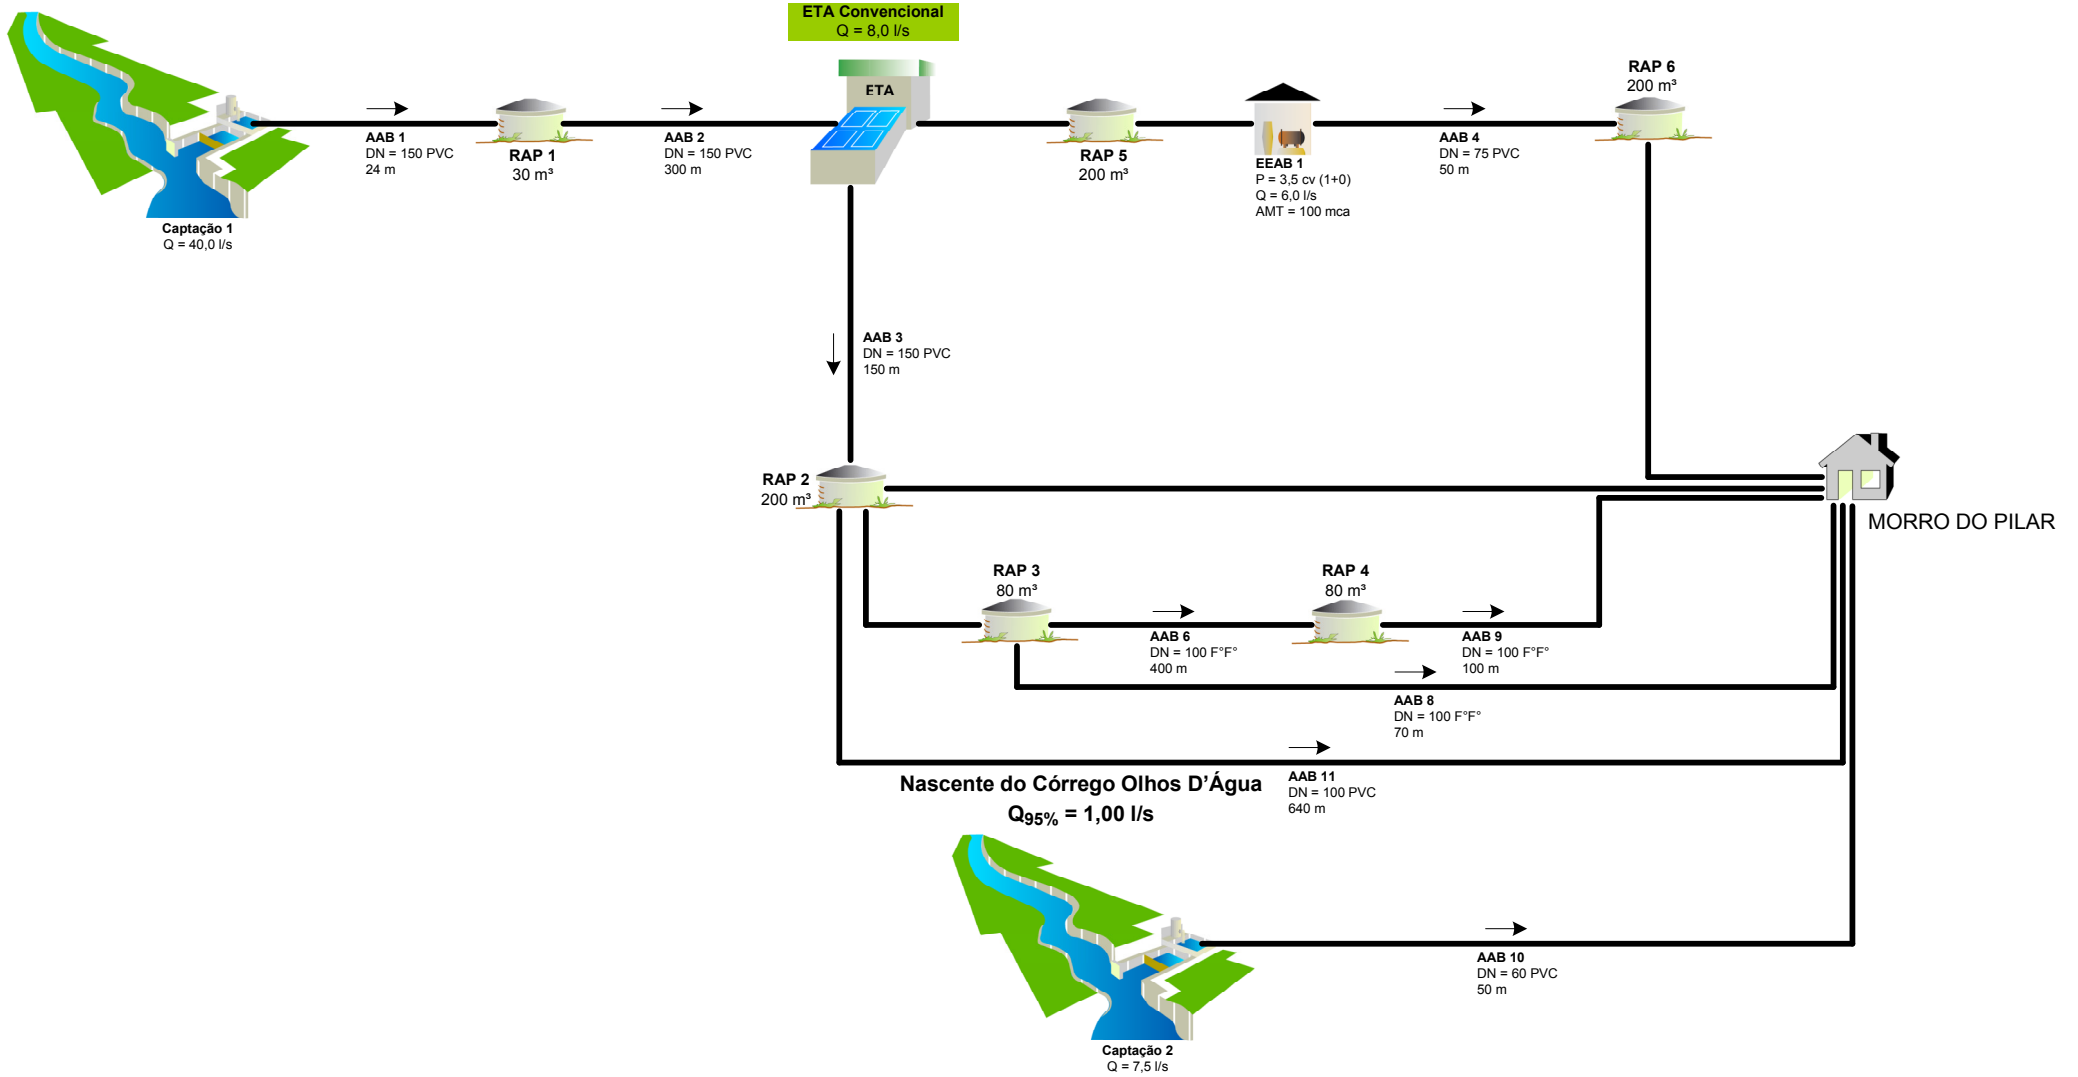 ETA Convencional
Q = 8,0 l/s
ETA
RAP 6
200 m³
AAB 1
DN = 150 PVC
24 m
RAP 1
30 m³
AAB 2
DN = 150 PVC
300 m
RAP 5
200 m³
EEAB 1
P = 3,5 cv (1+0)
Q = 6,0 l/s
AMT = 100 mca
AAB 4
DN = 75 PVC
50 m
Captação 1
Q = 40,0 l/s
AAB 3
DN = 150 PVC
150 m
RAP 2
200 m³
MORRO DO PILAR
RAP 3
80 m³
RAP 4
80 m³
AAB 6
DN = 100 F°F°
400 m
AAB 9
DN = 100 F°F°
100 m
AAB 8
DN = 100 F°F°
70 m
Nascente do Córrego Olhos D'Água
Q95% = 1,00 l/s
AAB 11
DN = 100 PVC
640 m
AAB 10
DN = 60 PVC
50 m
Captação 2
Q = 7,5 l/s